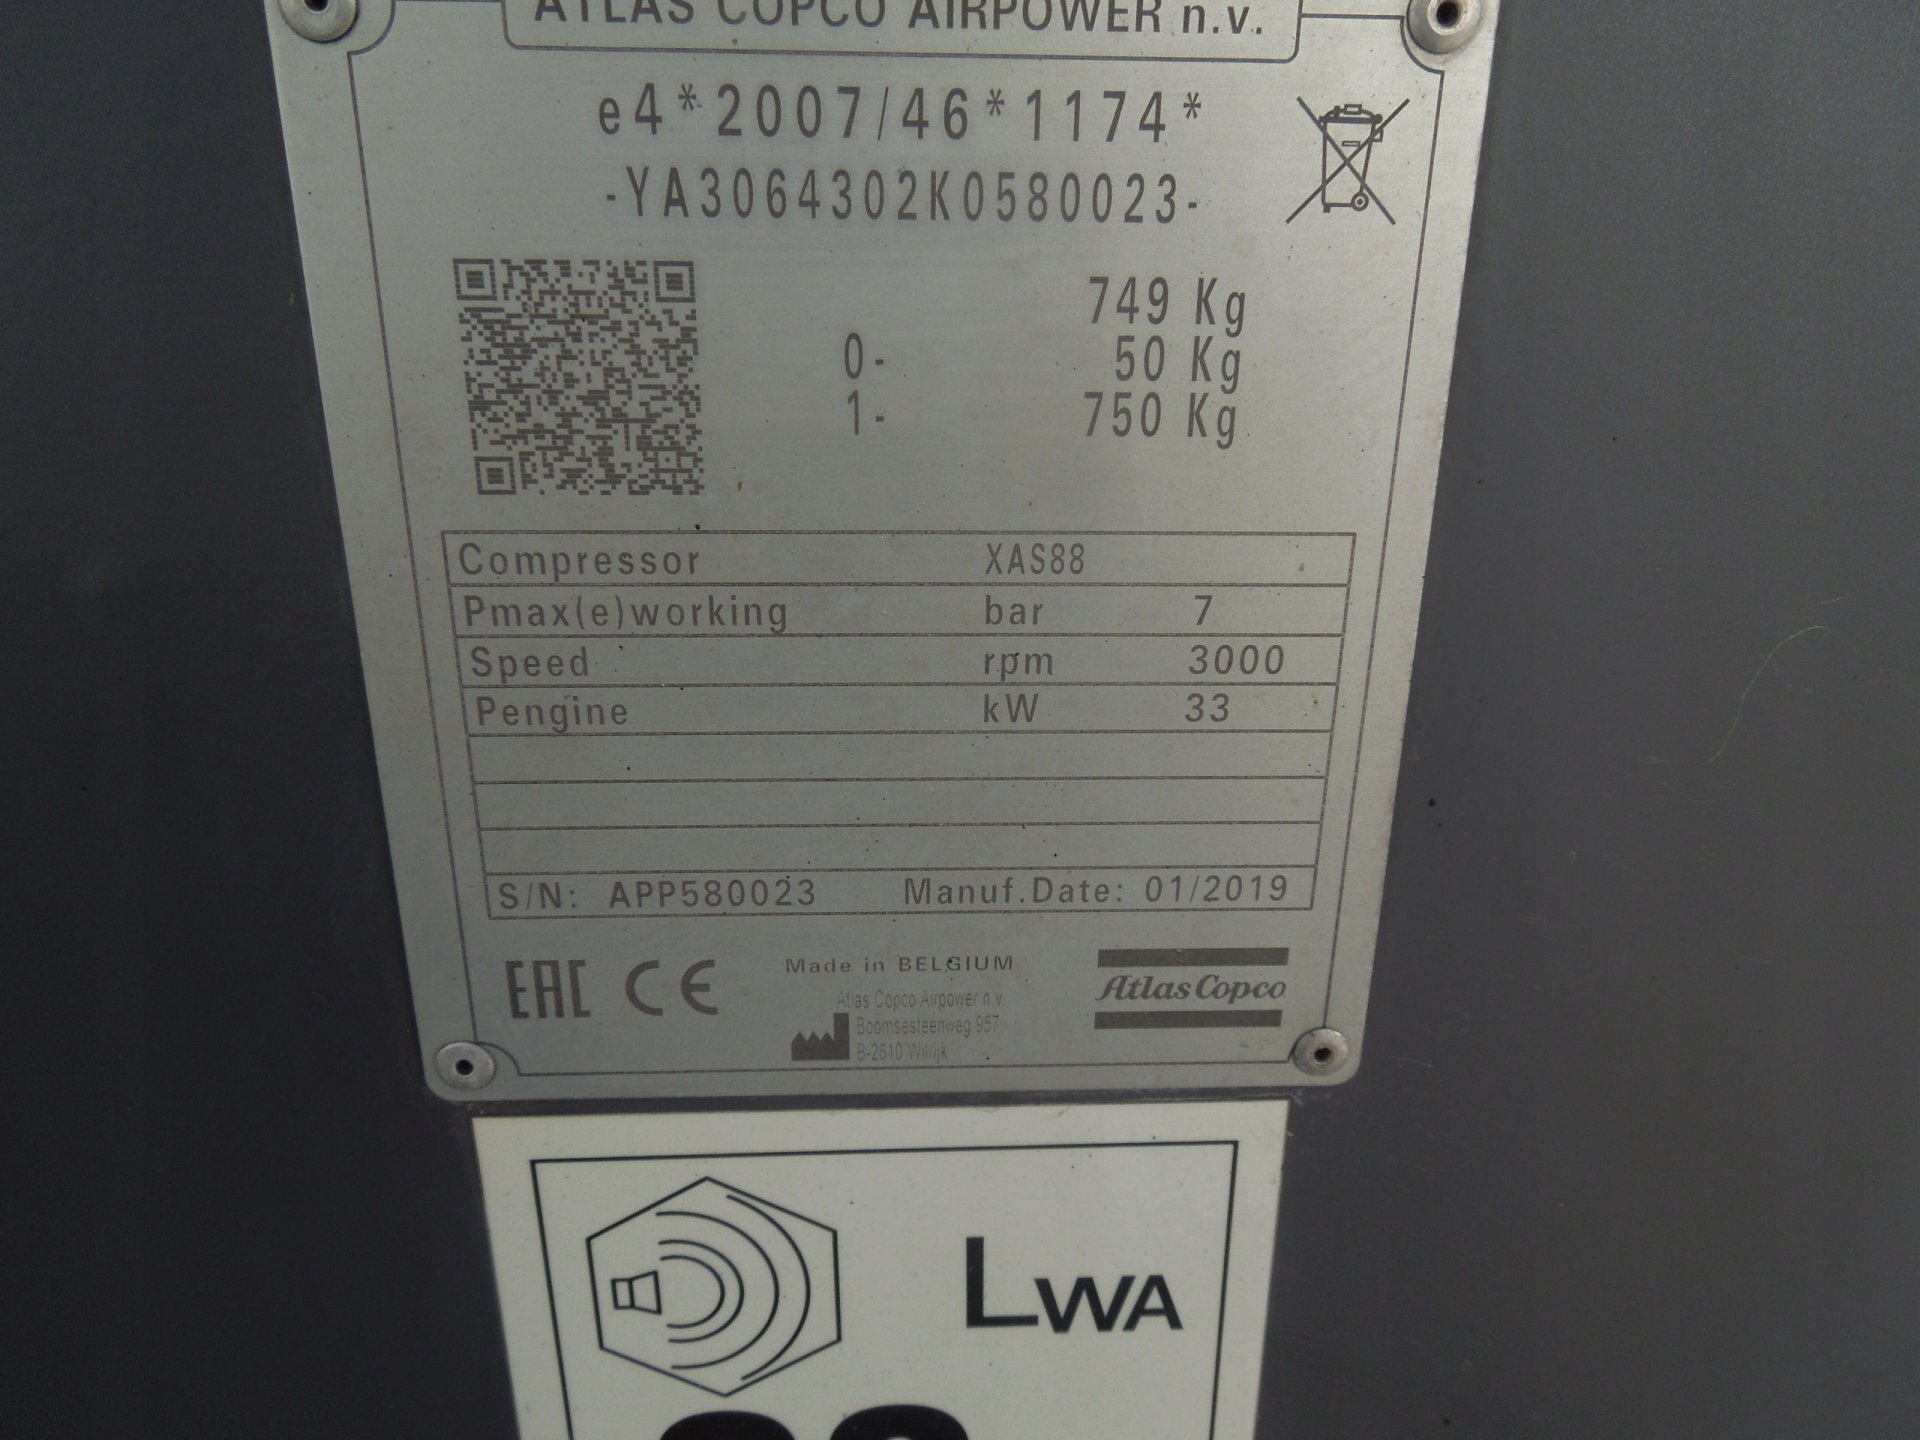 ATLAS COPCO AIRPOWER n.v.
e4*2007/46*1174*
-YA3064302K0580023-
749 Kg
0- 50 Kg
1- 750 Kg
Compressor XAS88
Pmax(e)working bar 7
Speed rpm 3000
Pengine kW 33
S/N: APP580023 Manuf.Date: 01/2019
EAC CE
Made in BELGIUM
Atlas Copco Airpower n.v.
Boomsesteenweg 957
B-2610 Wilrijk
Atlas Copco
LWA